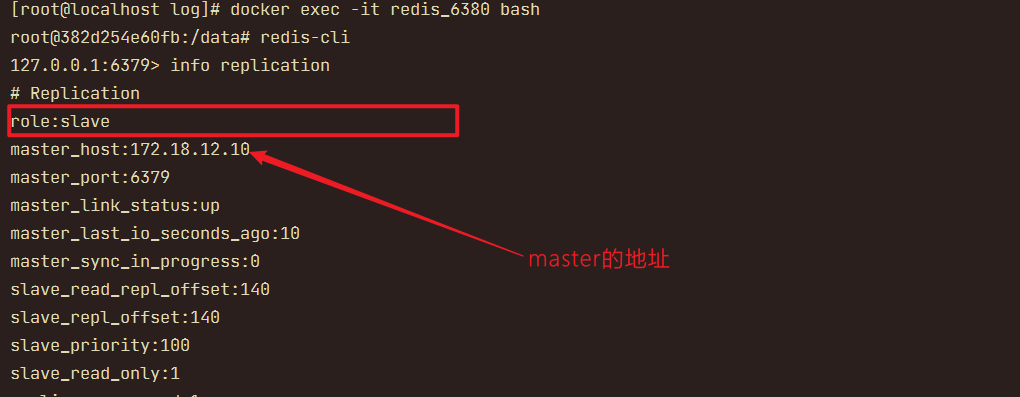 [root@localhost log]# docker exec -it redis_6380 bash
root@382d254e60fb:/data# redis-cli
127.0.0.1:6379> info replication
# Replication
role:slave
master_host:172.18.12.10
master_port:6379
master_link_status:up
master_last_io_seconds_ago:10
master的地址
master_sync_in_progress:0
slave_read_repl_offset:140
slave_repl_offset:140
slave_priority:100
slave_read_only:1